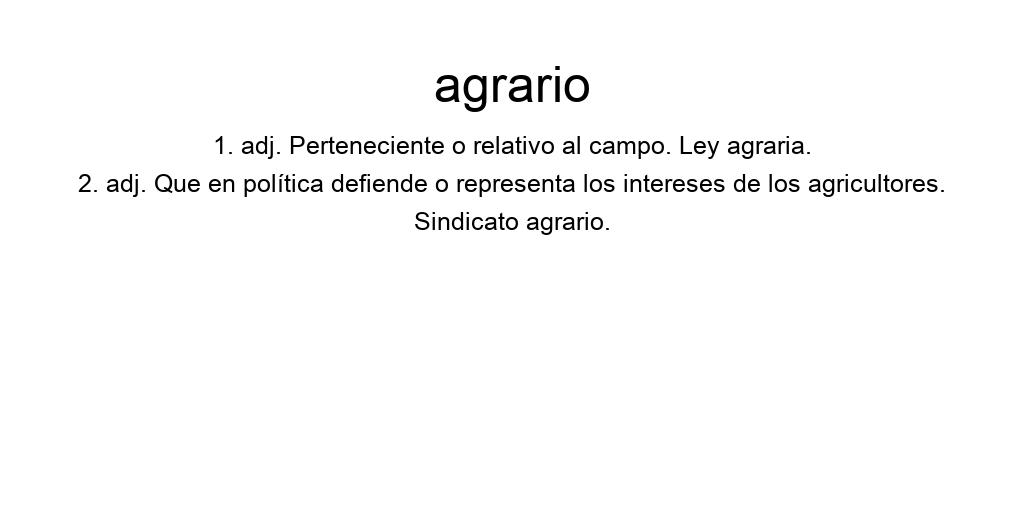 agrario
1. adj. Perteneciente o relativo al campo. Ley agraria.
2. adj. Que en política defiende o representa los intereses de los agricultores.
Sindicato agrario.